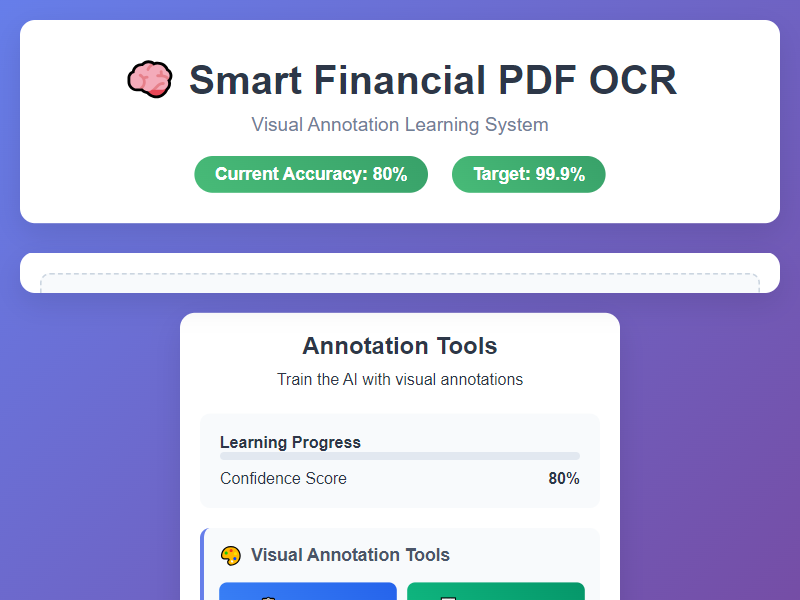 Smart Financial PDF OCR
Visual Annotation Learning System
Current Accuracy: 80% Target: 99.9%
Annotation Tools
Train the AI with visual annotations
Learning Progress
Confidence Score 80%
Visual Annotation Tools